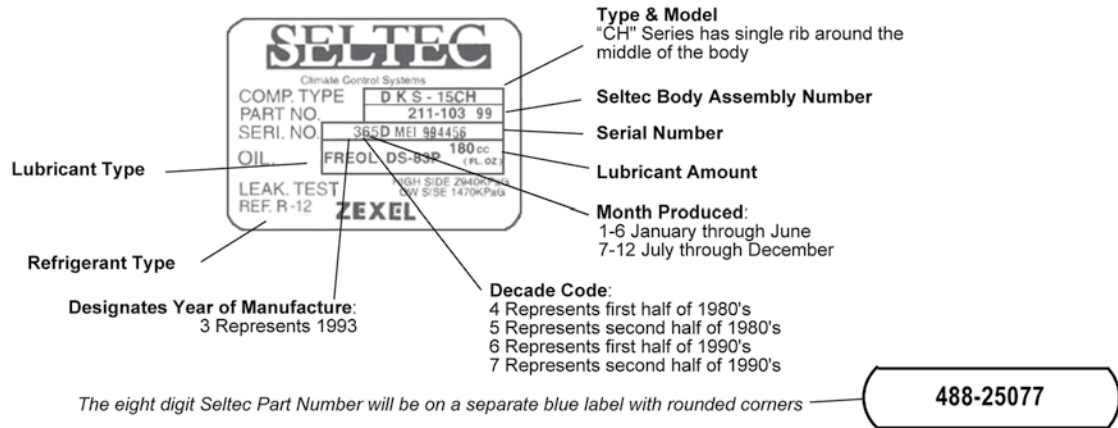 Type & Model
“CH" Series has single rib around the
middle of the body
SELTEC
Climate Control Systems
COMP. TYPE DKS-15CH
PART NO. 211-103 99
SERI. NO. 365D MEI 994456
OIL. FREOL DS-83P 180cc
(FL.OZ)
LEAK. TEST HIGH SIDE 2940KPaG
OW SISE 1470KPaG
REF. R-12 ZEXEL
Seltec Body Assembly Number
Serial Number
Lubricant Type
Lubricant Amount
Month Produced:
1-6 January through June
7-12 July through December
Refrigerant Type
Designates Year of Manufacture:
3 Represents 1993
Decade Code:
4 Represents first half of 1980's
5 Represents second half of 1980's
6 Represents first half of 1990's
7 Represents second half of 1990's
The eight digit Seltec Part Number will be on a separate blue label with rounded corners
488-25077